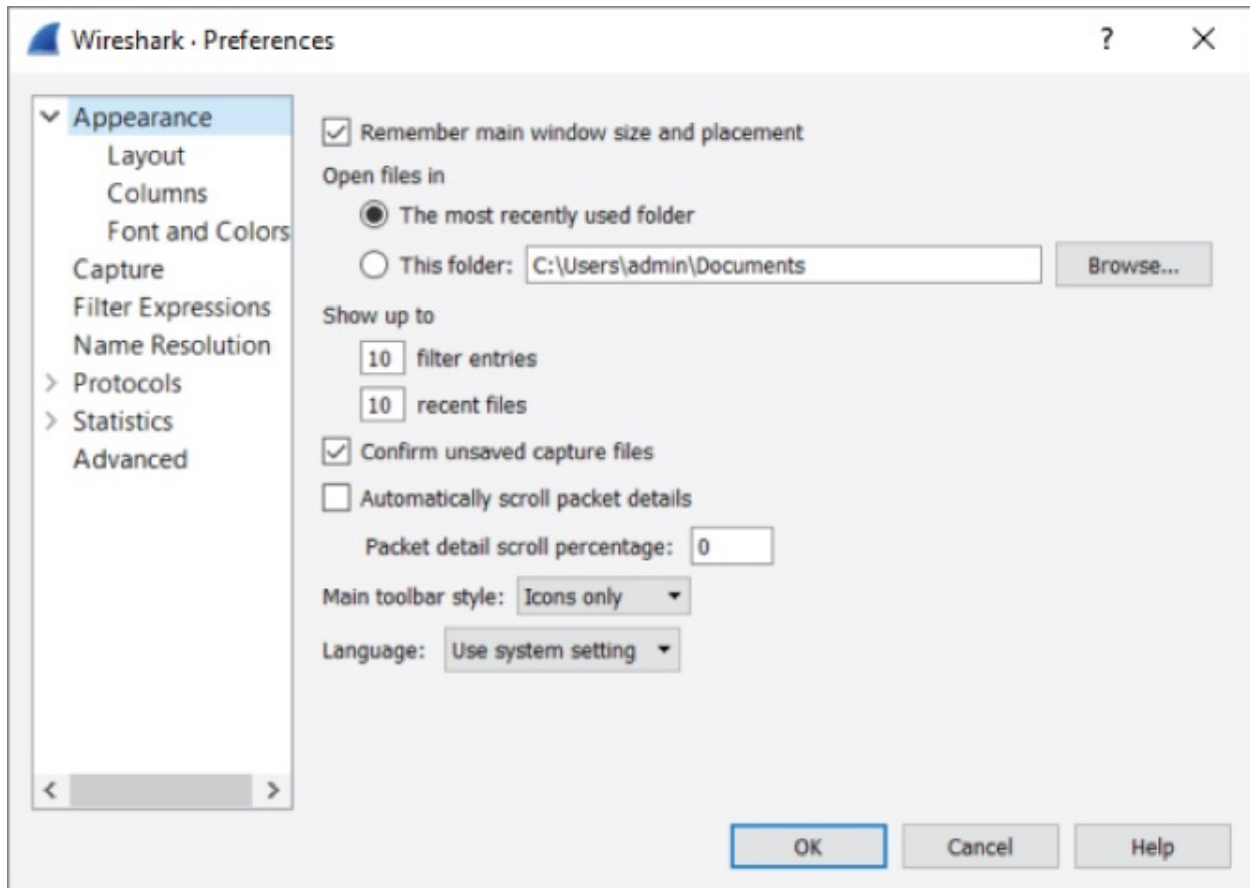 Wireshark · Preferences
?
Appearance
Layout
Columns
Font and Colors
Capture
Filter Expressions
Name Resolution
Protocols
Statistics
Advanced
Remember main window size and placement
Open files in
The most recently used folder
This folder: C:\Users\admin\Documents Browse...
Show up to
10 filter entries
10 recent files
Confirm unsaved capture files
Automatically scroll packet details
Packet detail scroll percentage: 0
Main toolbar style: Icons only
Language: Use system setting
OK Cancel Help